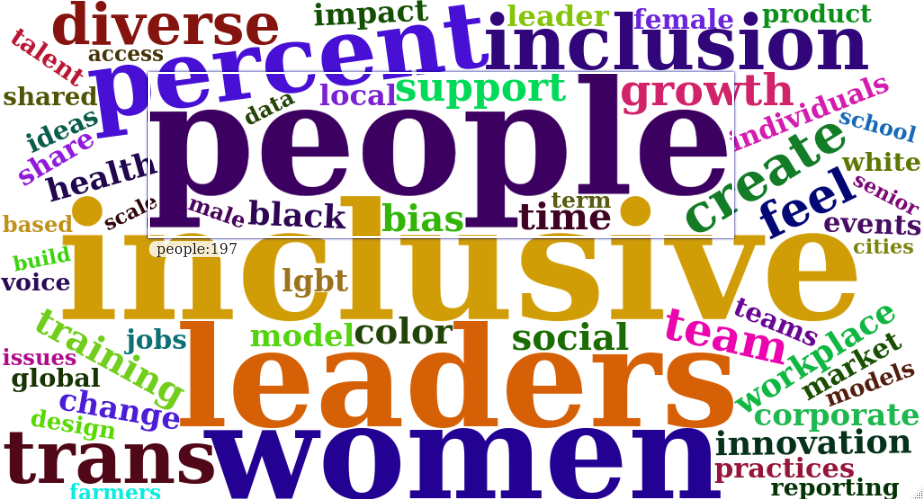 impact
leader
female
product
diverse
percent
inclusion
talent
access
shared
data
local
support
growth
individuals
school
ideas
share
health
people
create
white
senior
feel
events
cities
based
scale
male
black
bias
time
term
people:197
inclusive
lgbt
build
voice
training
jobs
model
color
social
team
teams
workplace
market
models
issues
global
leaders
change
design
corporate
trans
women
innovation
practices
reporting
farmers